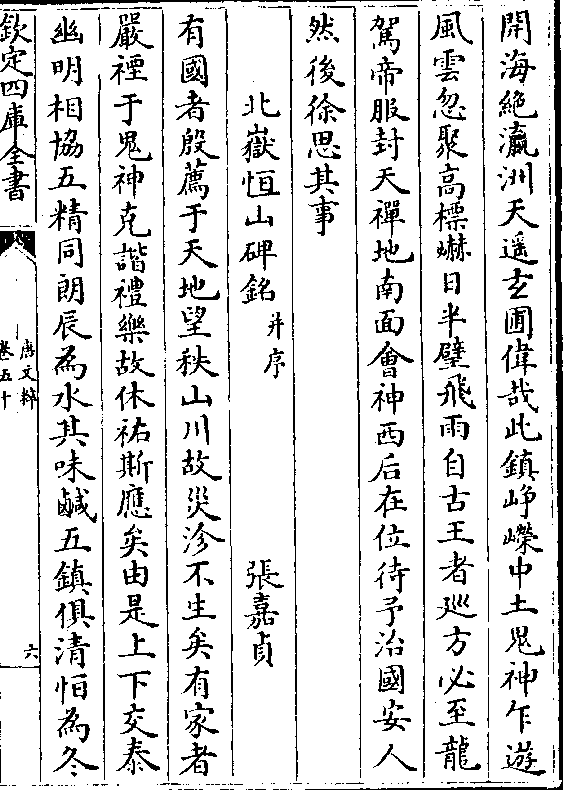 開海絶瀛洲天遥𤣥圃偉哉此鎮崢嶸中土鬼神乍遊
風雲忽聚高標嚇日半壁飛雨自古王者廵方必至龍
駕帝服封天禪地南面會神西后在位待予治國安人
然後徐思其事
北嶽恒山碑銘并序 張嘉貞
有國者殷薦于天地望秩山川故災沴不生矣有家者
嚴禋于鬼神克諧禮樂故休祐斯應矣由是上下交泰
幽明相協五精同朗辰為水其味鹹五鎮俱清恒為冬
欽定四庫全書
唐文粹
卷五十
六